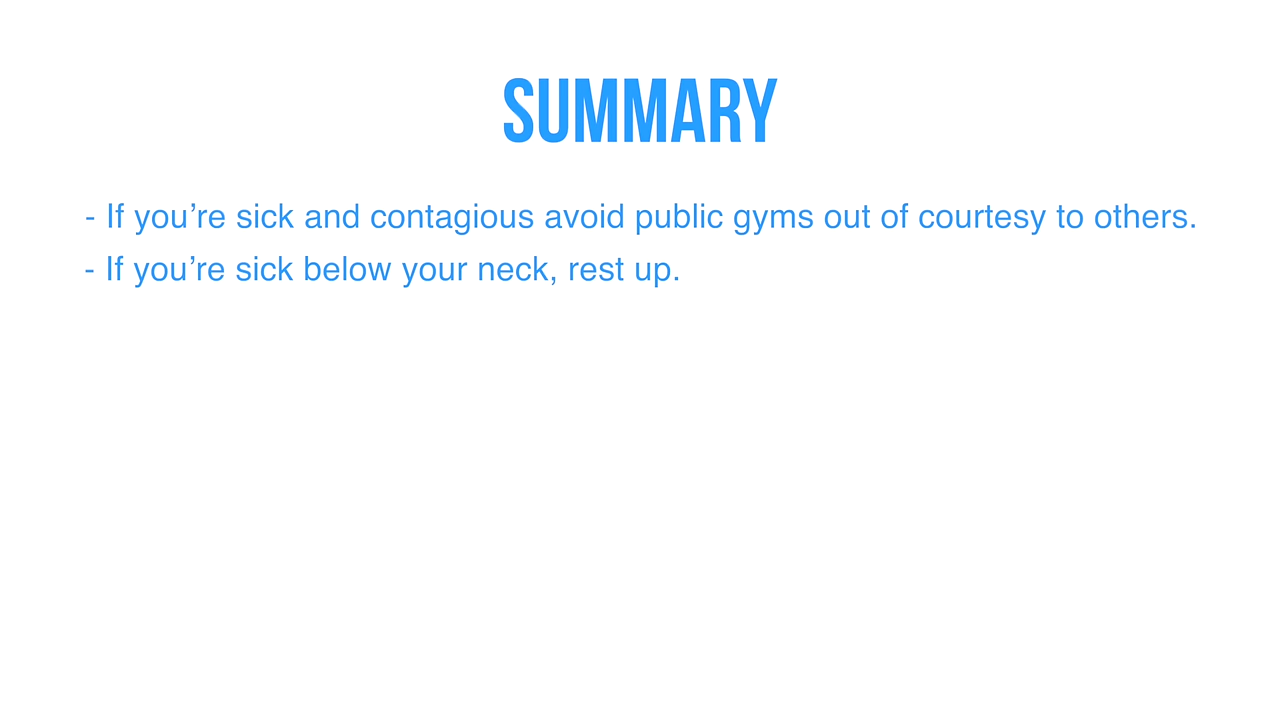 SUMMARY
- If you’re sick and contagious avoid public gyms out of courtesy to others.
- If you’re sick below your neck, rest up.